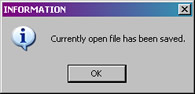 INFORMATION
Currently open file has been saved.
OK